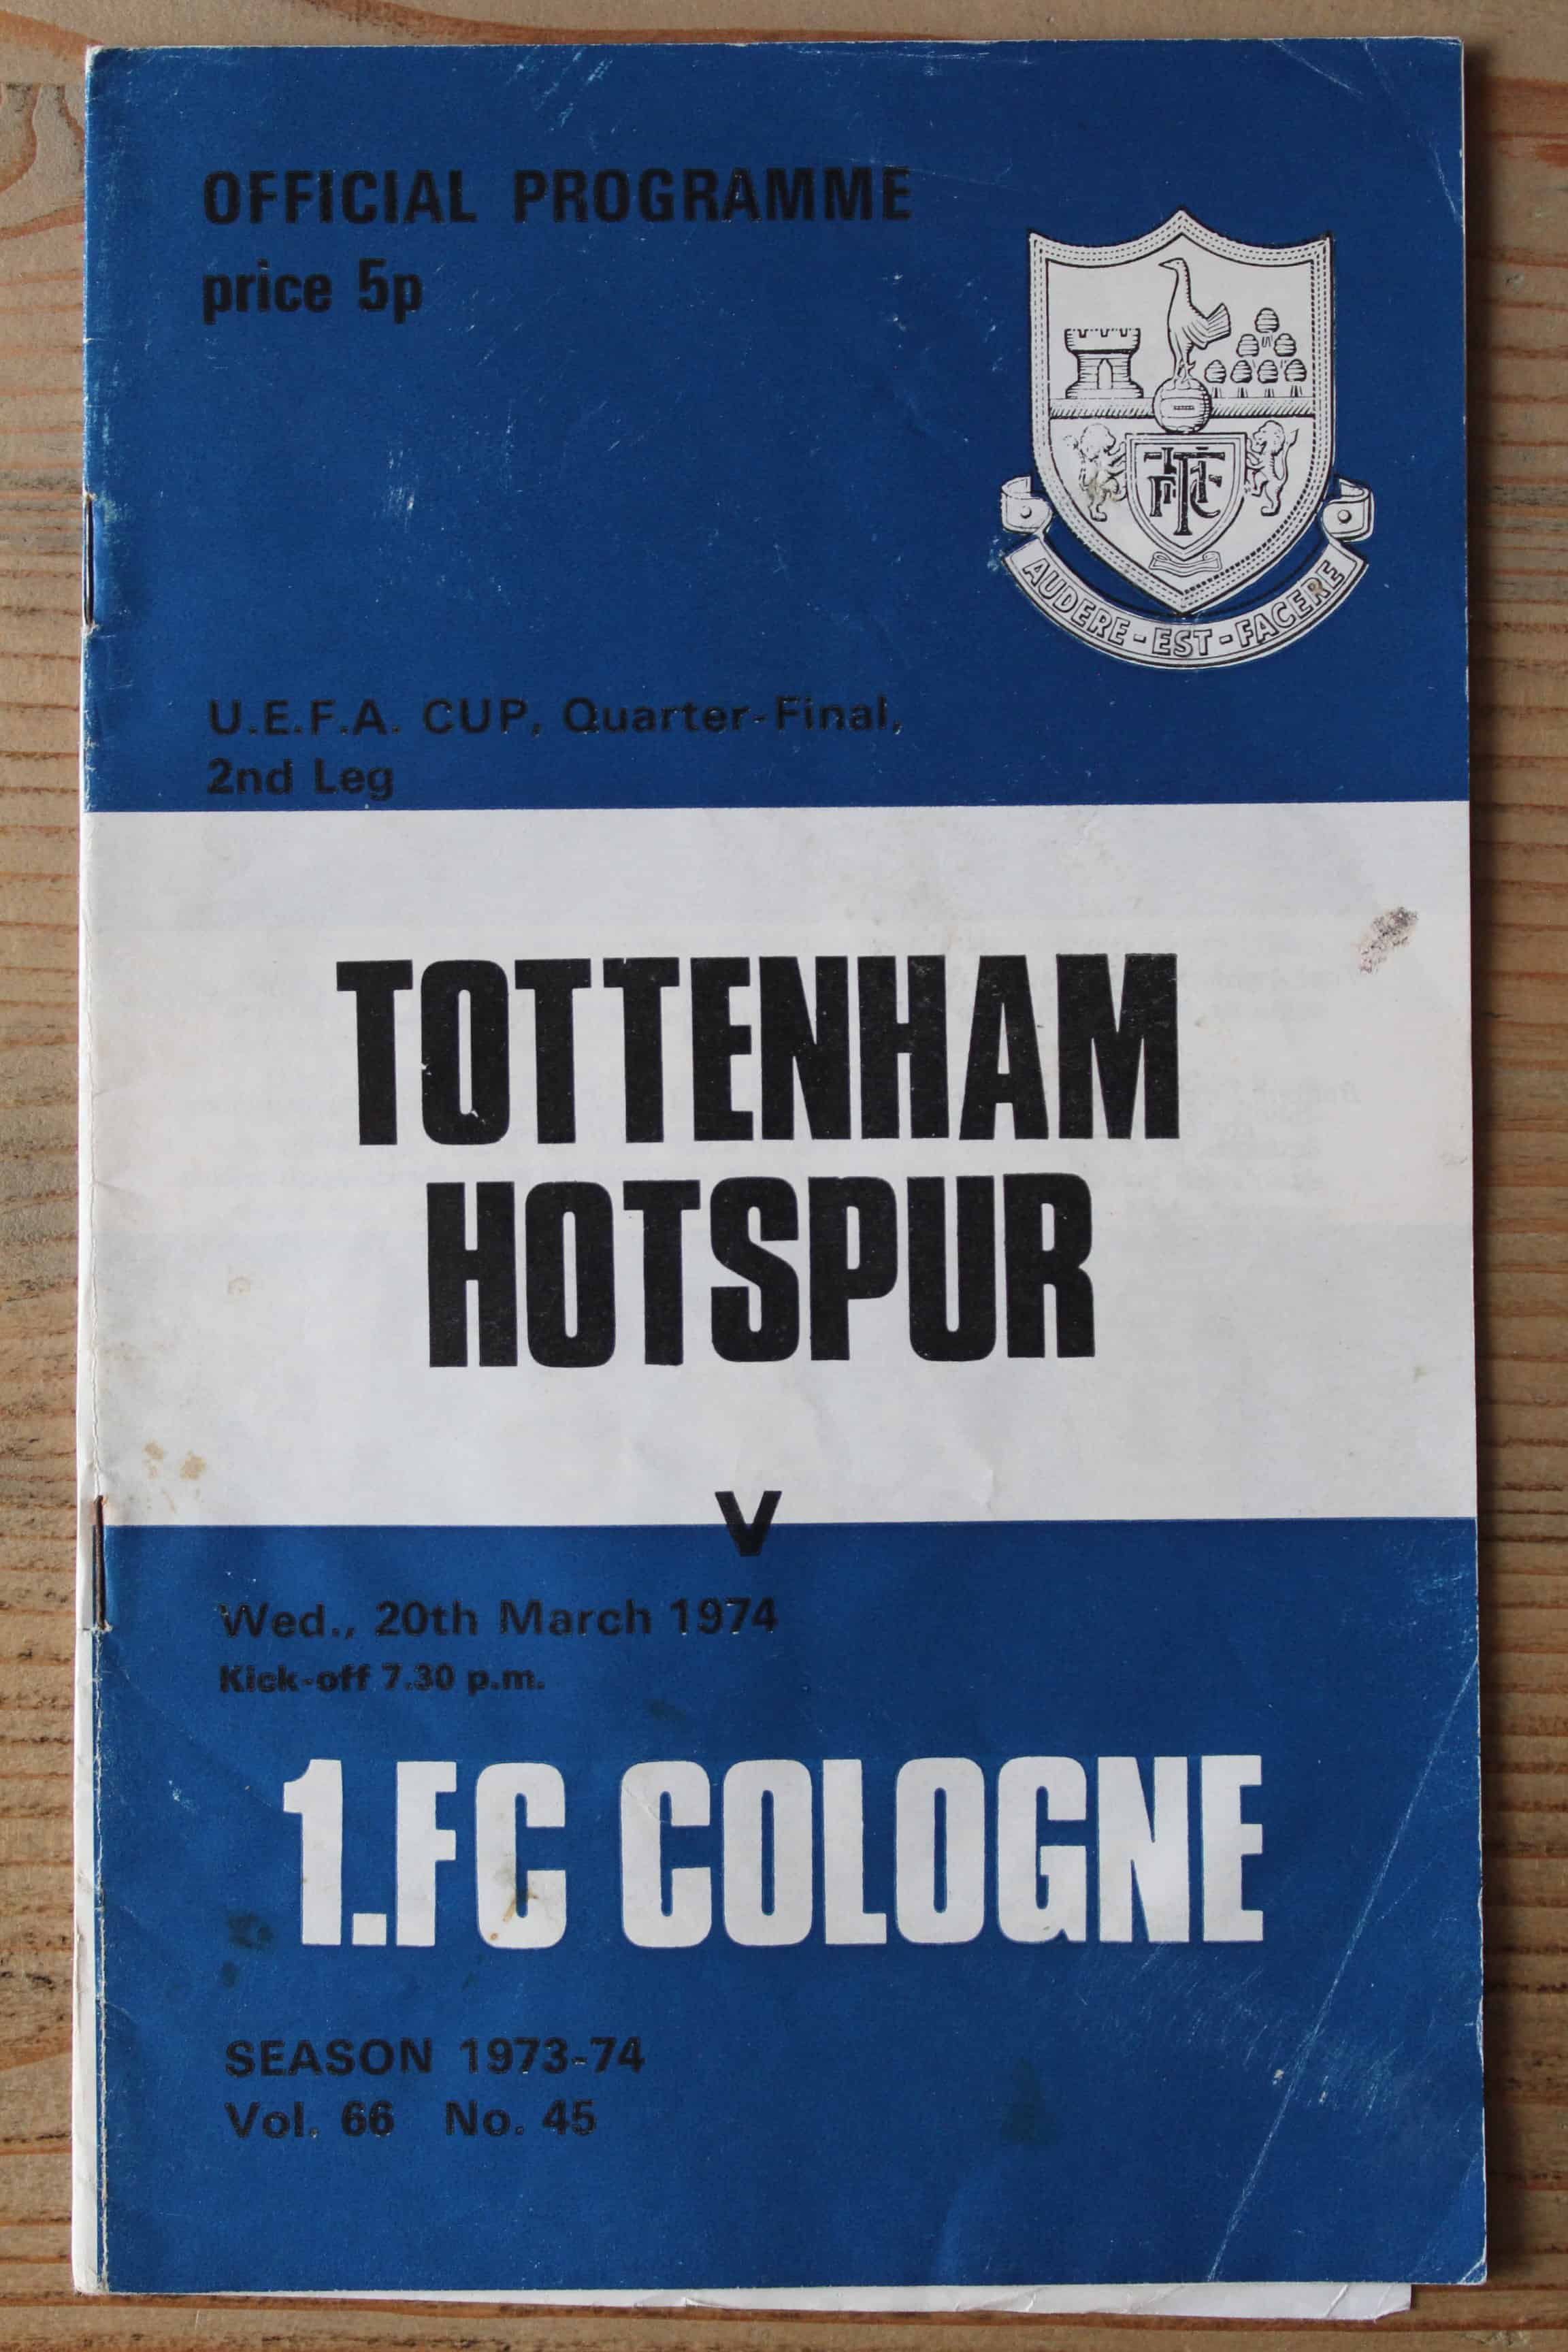 OFFICIAL PROGRAMME
price 5p
AUDERE-EST-FACERE
U.E.F.A. CUP, Quarter-Final,
2nd Leg
TOTTENHAM
HOTSPUR
v
Wed., 20th March 1974
Kick-off 7.30 p.m.
1.FC COLOGNE
SEASON 1973-74
Vol. 66 No. 45